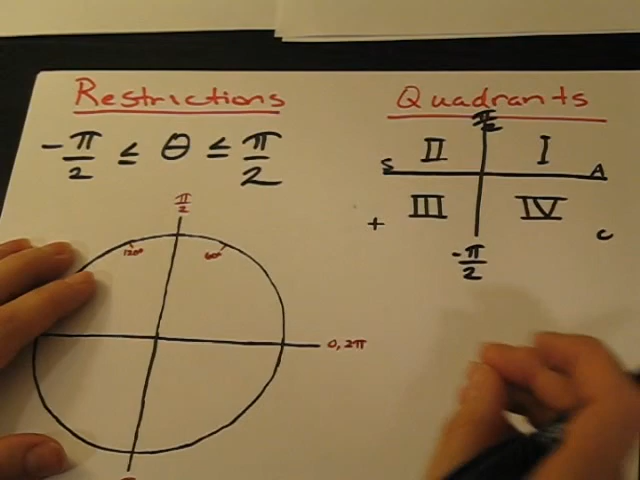 Restrictions
-π/2 ≤ θ ≤ π/2
π/2
120°
60°
0, 2π
Quadrants
π/2
S
II
I
A
III
IV
+
C
-π/2